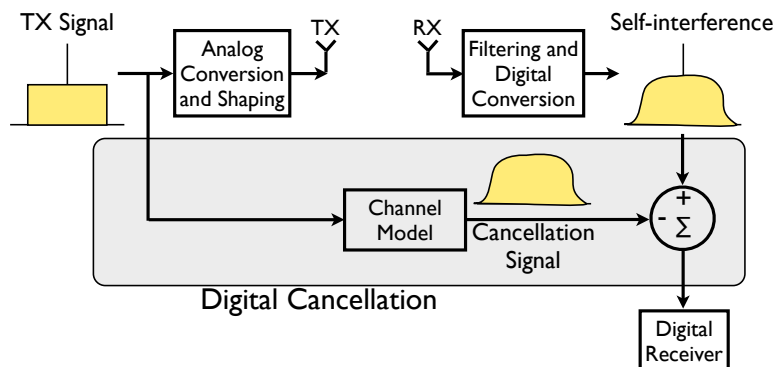 TX Signal
Analog
Conversion
and Shaping
TX
RX
Filtering and
Digital
Conversion
Self-interference
Channel
Model
Cancellation
Signal
+
-
Σ
Digital Cancellation
Digital
Receiver